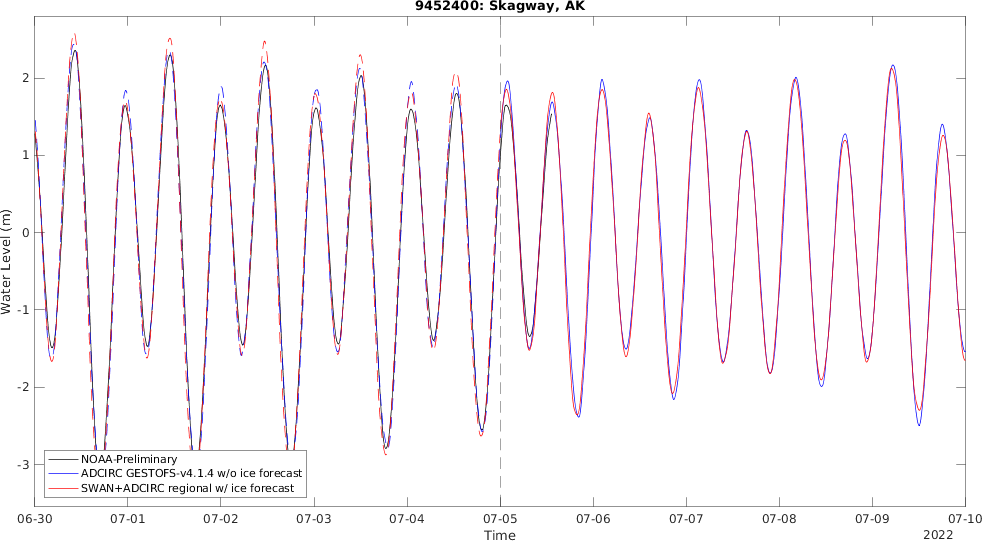 9452400: Skagway, AK
Water Level (m)
2
1
0
-1
-2
-3
NOAA-Preliminary
ADCIRC GESTOFS-v4.1.4 w/o ice forecast
SWAN+ADCIRC regional w/ ice forecast
06-30 07-01 07-02 07-03 07-04 07-05 07-06 07-07 07-08 07-09 07-10
Time
2022